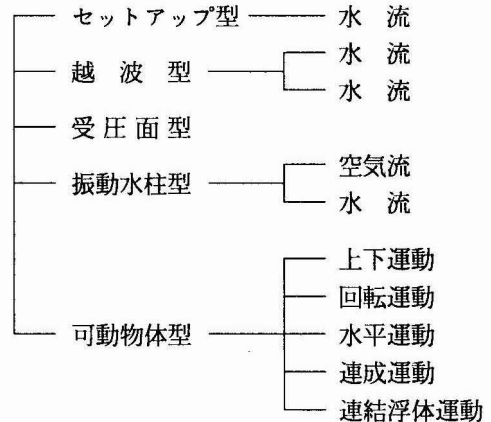 セットアップ型 水流
越波型 水流
水流
受圧面型
振動水柱型 空気流
水流
上下運動
回転運動
可動物体型 水平運動
連成運動
連結浮体運動